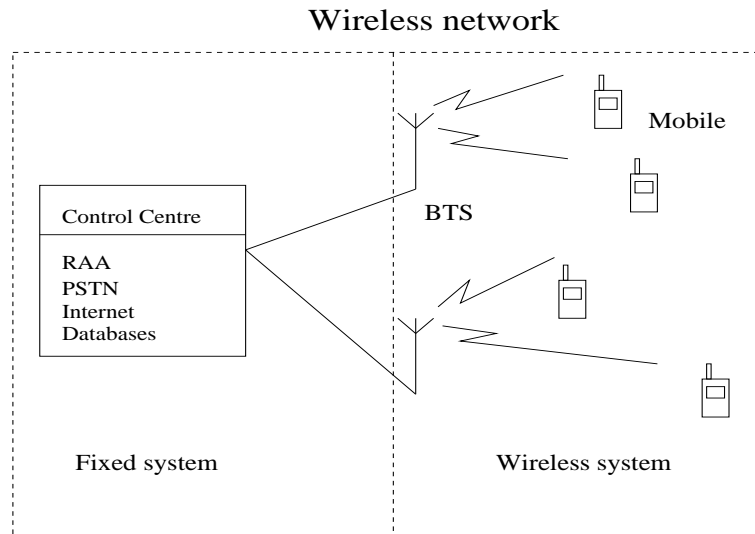 Wireless network
Mobile
Control Centre
BTS
RAA
PSTN
Internet
Databases
Fixed system
Wireless system